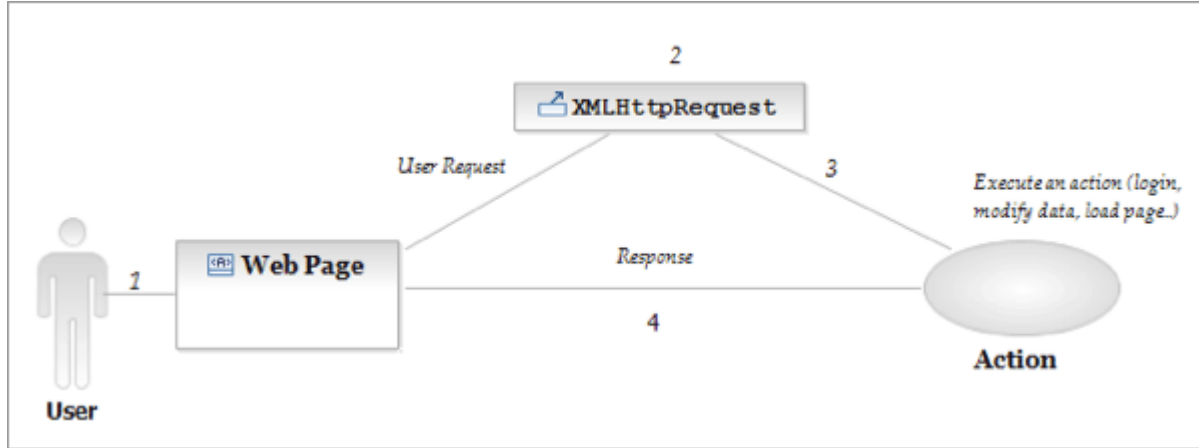 2
XMLHttpRequest
User Request
3
Execute an action (login,
modify data, load page..)
1
<A>
Web Page
Response
4
Action
User